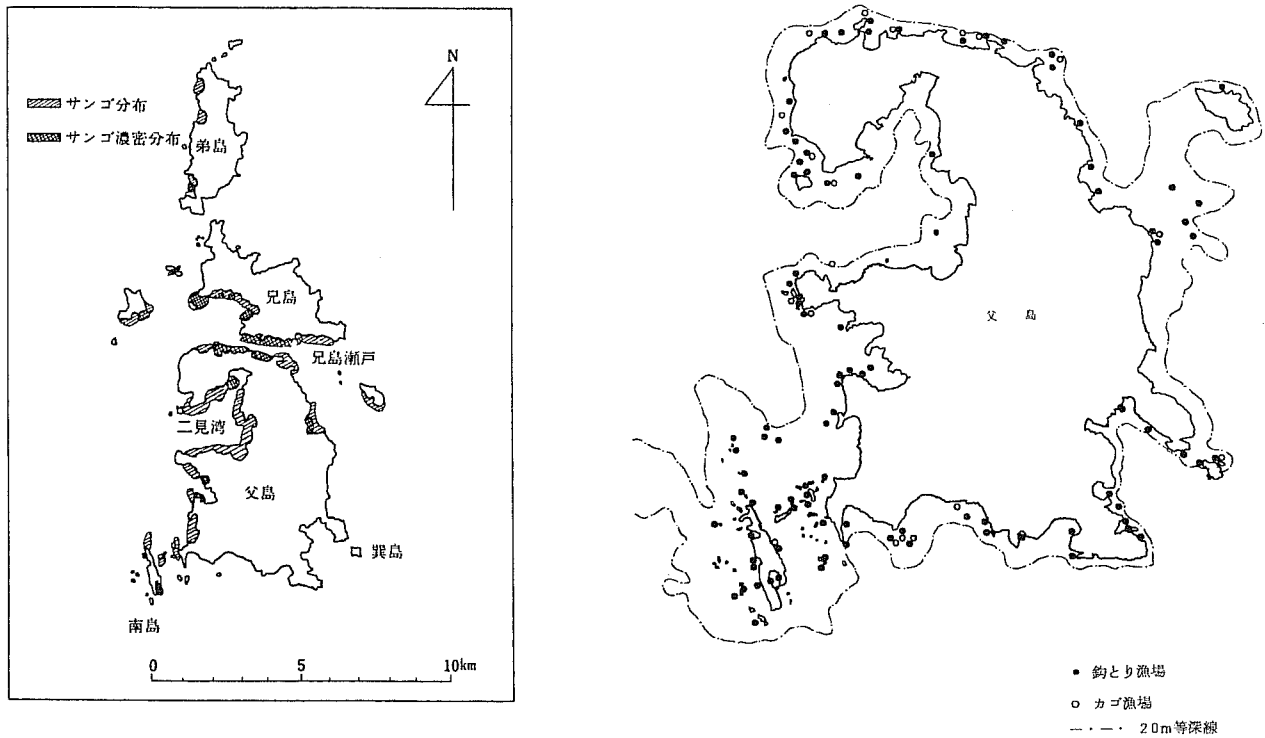 N
サンゴ分布
サンゴ濃密分布
弟島
兄島
兄島瀬戸
二見湾
父島
巽島
南島
0 5 10km
父 島
鈎とり漁場
カゴ漁場
20m等深線